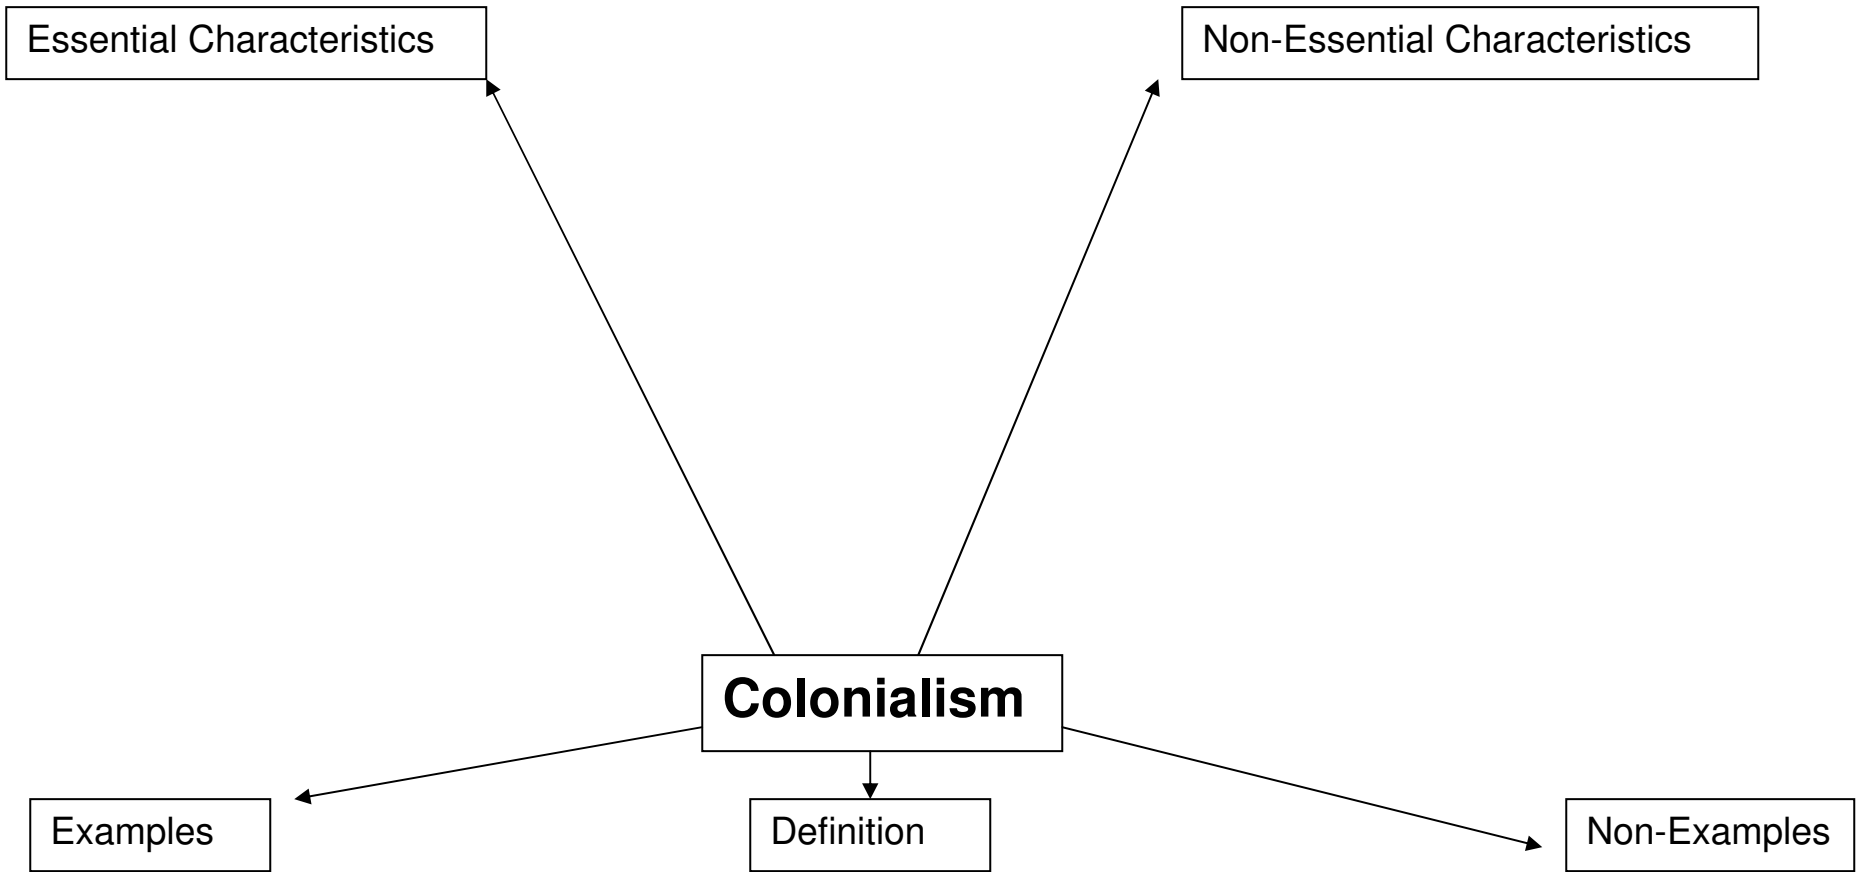 Essential Characteristics
Non-Essential Characteristics
Colonialism
Examples
Definition
Non-Examples